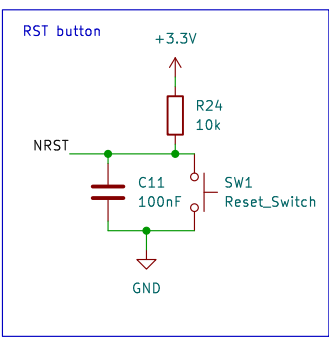 RST button
+3.3V
R24
10k
NRST
C11
100nF
SW1
Reset_Switch
GND